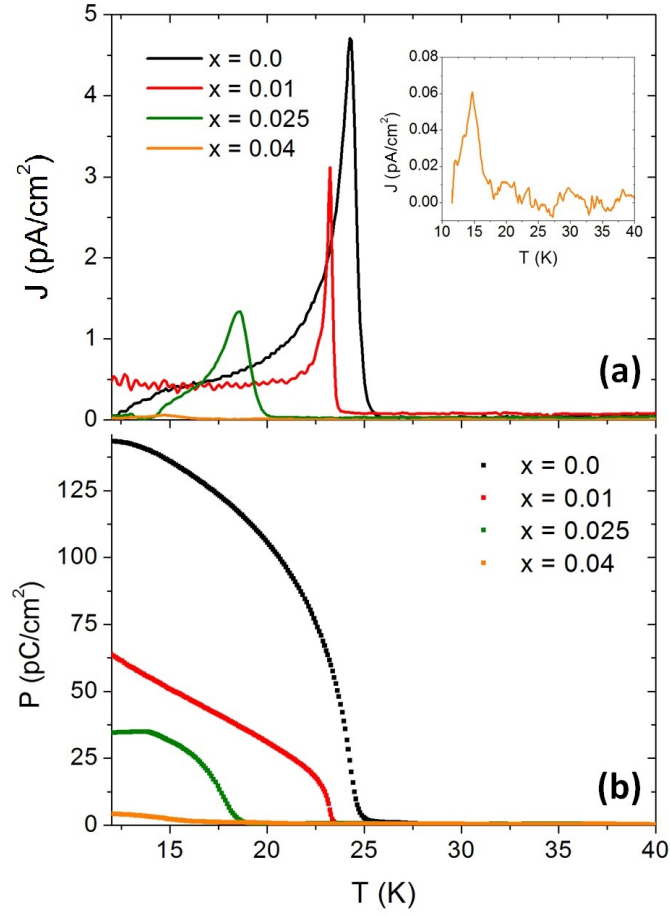 5
4
3
2
1
0
J (pA/cm²)
x = 0.0
x = 0.01
x = 0.025
x = 0.04
0.08
0.06
0.04
0.02
0.00
J (pA/cm²)
10 15 20 25 30 35 40
T (K)
(a)
125
100
75
50
25
0
P (pC/cm²)
x = 0.0
x = 0.01
x = 0.025
x = 0.04
(b)
15 20 25 30 35 40
T (K)